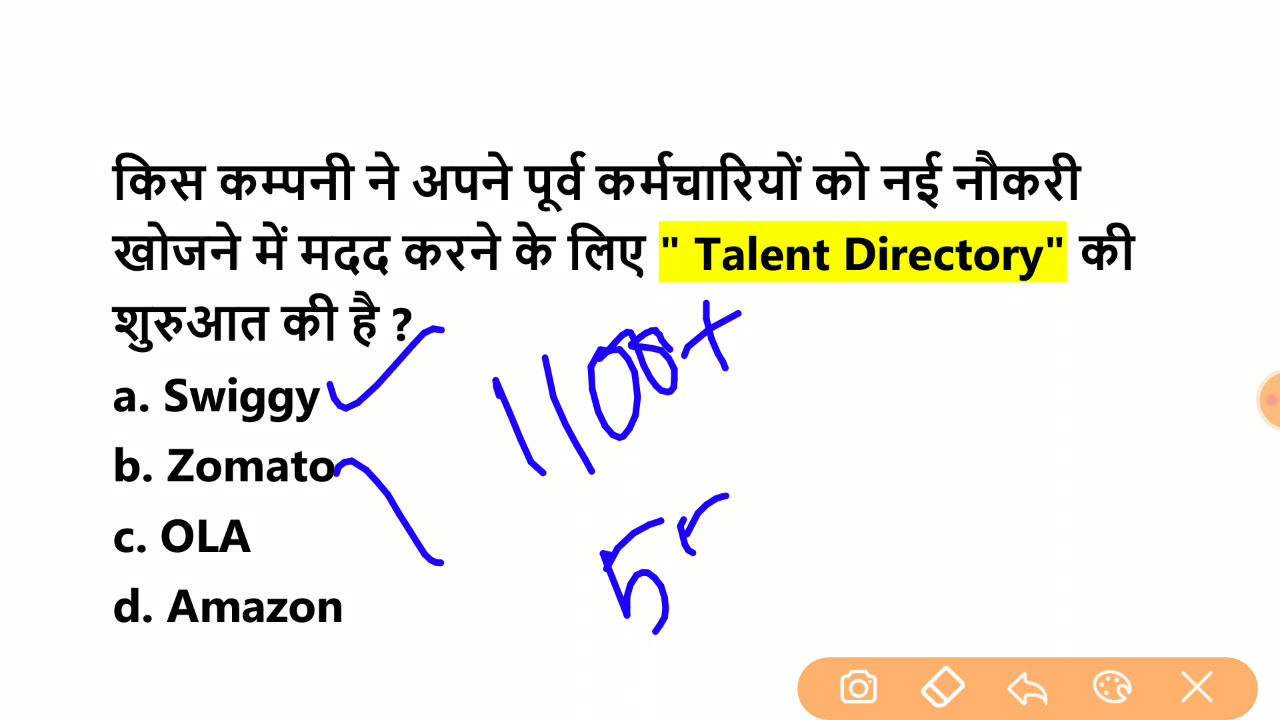 किस कम्पनी ने अपने पूर्व कर्मचारियों को नई नौकरी
खोजने में मदद करने के लिए " Talent Directory" की
शुरुआत की है ?
a. Swiggy
1100+
b. Zomato
c. OLA
5
d. Amazon